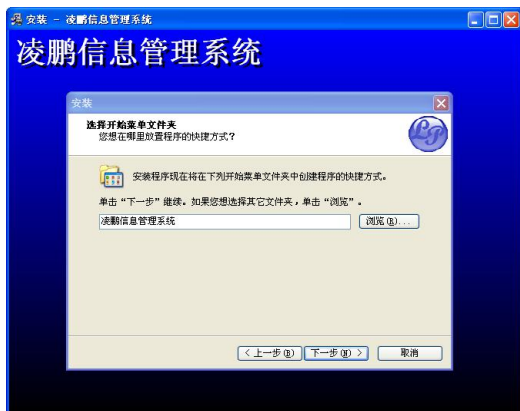 安装 - 凌鹏信息管理系统
凌鹏信息管理系统
安装
选择开始菜单文件夹
您想在哪里放置程序的快捷方式?
LP
安装程序现在将在下列开始菜单文件夹中创建程序的快捷方式。
单击“下一步”继续。如果您想选择其它文件夹，单击“浏览”。
凌鹏信息管理系统
浏览(R)...
< 上一步(B)
下一步(N) >
取消